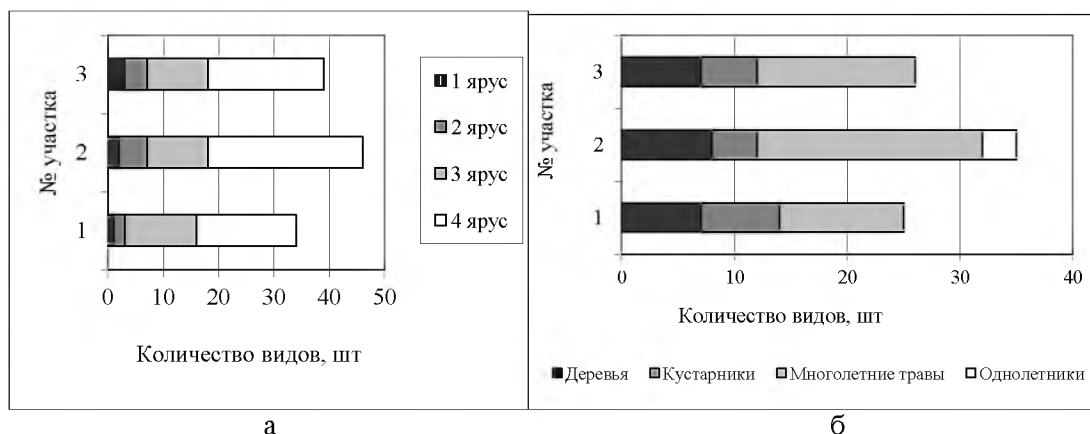 № участка
3
2
1
0 10 20 30 40 50
Количество видов, шт
1 ярус
2 ярус
3 ярус
4 ярус
а
№ участка
3
2
1
0 10 20 30 40
Количество видов, шт
Деревья Кустарники Многолетние травы Однолетники
б